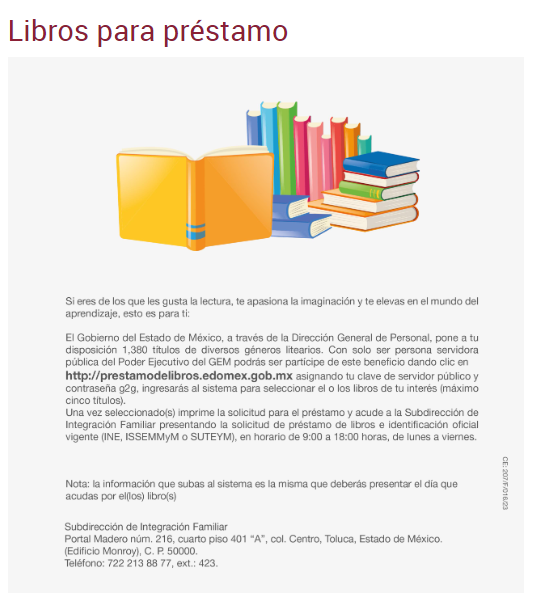 Libros para préstamo
Si eres de los que les gusta la lectura, te apasiona la imaginación y te elevas en el mundo del
aprendizaje, esto es para ti:
El Gobierno del Estado de México, a través de la Dirección General de Personal, pone a tu
disposición 1,380 títulos de diversos géneros litearios. Con solo ser persona servidora
pública del Poder Ejecutivo del GEM podrás ser partícipe de este beneficio dando clic en
http://prestamodelibros.edomex.gob.mx asignando tu clave de servidor público y
contraseña g2g, ingresarás al sistema para seleccionar el o los libros de tu interés (máximo
cinco títulos).
Una vez seleccionado(s) imprime la solicitud para el préstamo y acude a la Subdirección de
Integración Familiar presentando la solicitud de préstamo de libros e identificación oficial
vigente (INE, ISSEMMyM o SUTEYM), en horario de 9:00 a 18:00 horas, de lunes a viernes.
CE: 207/F/016/23
Nota: la información que subas al sistema es la misma que deberás presentar el día que
acudas por el(los) libro(s)
Subdirección de Integración Familiar
Portal Madero núm. 216, cuarto piso 401 “A”, col. Centro, Toluca, Estado de México.
(Edificio Monroy), C. P. 50000.
Teléfono: 722 213 88 77, ext.: 423.